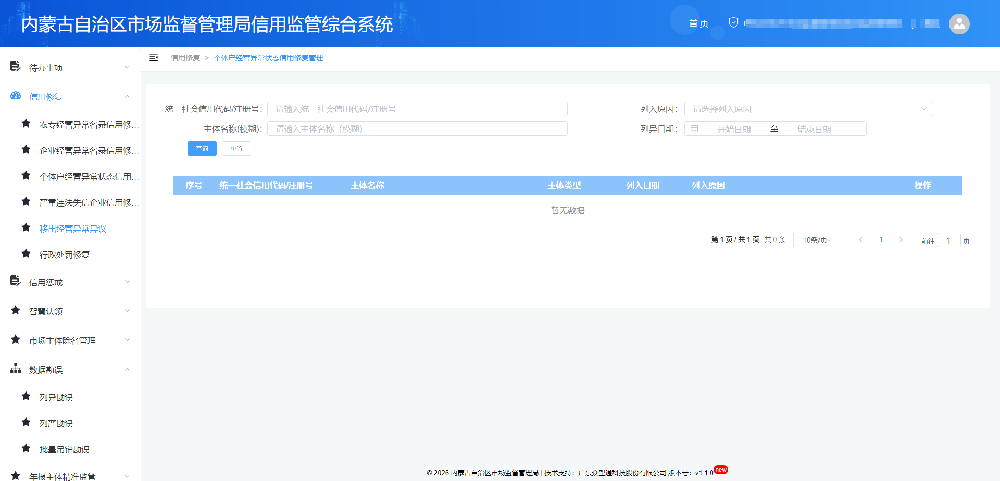 内蒙古自治区市场监督管理局信用监管综合系统
首页
信用修复 > 个体户经营异常状态信用修复管理
待办事项
信用修复
农专经营异常名录信用修...
企业经营异常名录信用修...
个体户经营异常状态信用...
严重违法失信企业信用修...
移出经营异常异议
行政处罚修复
信用惩戒
智慧认领
市场主体除名管理
数据勘误
列异勘误
列严勘误
批量吊销勘误
年报主体精准监管
统一社会信用代码/注册号： 请输入统一社会信用代码/注册号 列入原因： 请选择列入原因
主体名称(模糊)： 请输入主体名称（模糊） 列异日期： 开始日期 至 结束日期
查询 重置
序号 统一社会信用代码/注册号 主体名称 主体类型 列入日期 列入原因 操作
暂无数据
第 1 页 / 共 1 页 共 0 条 10条/页 1 前往 1 页
© 2026 内蒙古自治区市场监督管理局 | 技术支持：广东众望通科技股份有限公司 版本号：v1.1.0 new